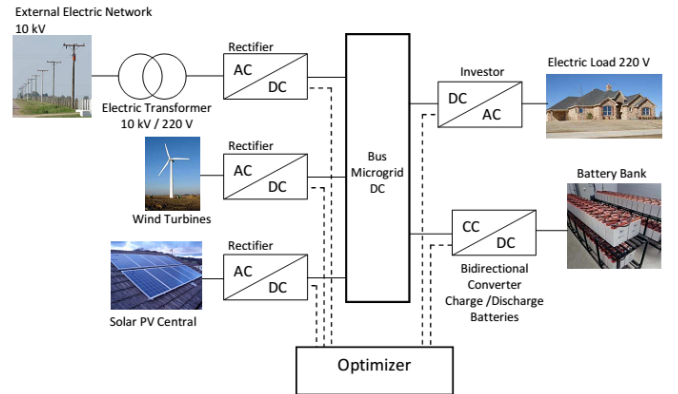 External Electric Network
10 kV
Rectifier
AC
DC
Electric Transformer
10 kV / 220 V
Rectifier
AC
DC
Wind Turbines
Rectifier
AC
DC
Solar PV Central
Bus
Microgrid
DC
Investor
DC
AC
Electric Load 220 V
Battery Bank
CC
DC
Bidirectional
Converter
Charge /Discharge
Batteries
Optimizer